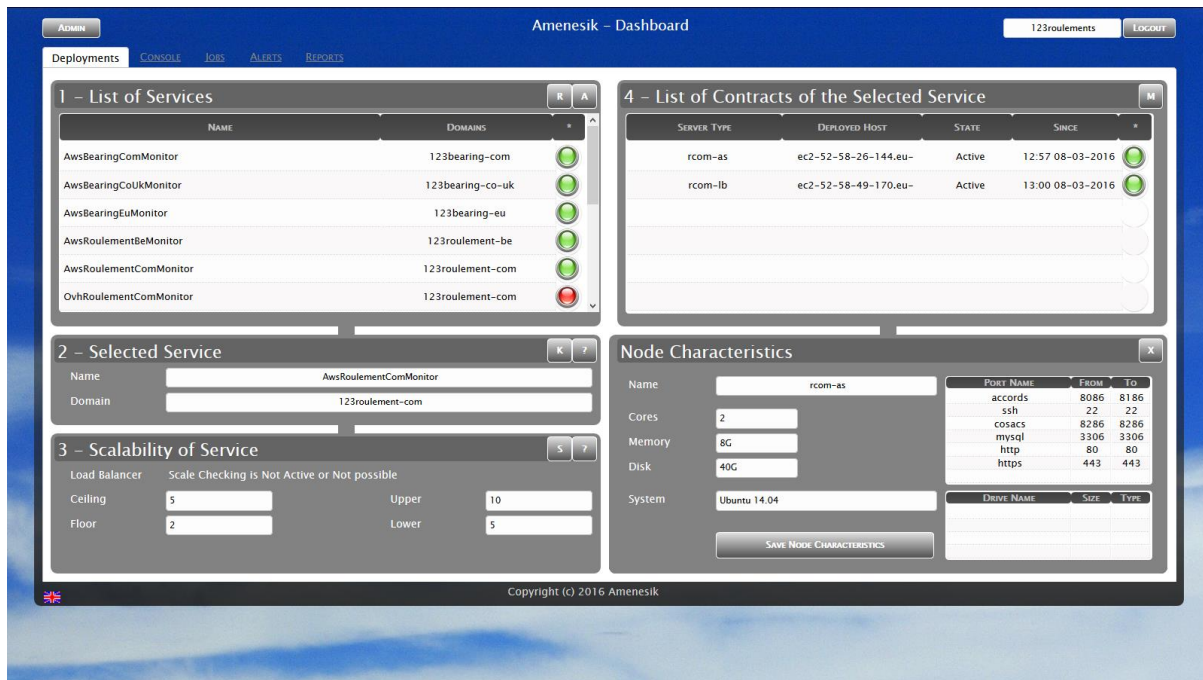 Admin
Amenesik – Dashboard
123roulements Logout
Deployments Console Jobs Alerts Reports
1 – List of Services R A
Name Domains *
AwsBearingComMonitor 123bearing-com
AwsBearingCoUkMonitor 123bearing-co-uk
AwsBearingEuMonitor 123bearing-eu
AwsRoulementBeMonitor 123roulement-be
AwsRoulementComMonitor 123roulement-com
OvhRoulementComMonitor 123roulement-com
2 – Selected Service K ?
Name AwsRoulementComMonitor
Domain 123roulement-com
3 – Scalability of Service S ?
Load Balancer Scale Checking is Not Active or Not possible
Ceiling 5 Upper 10
Floor 2 Lower 5
4 – List of Contracts of the Selected Service M
Server Type Deployed Host State Since *
rcom-as ec2-52-58-26-144.eu- Active 12:57 08-03-2016
rcom-lb ec2-52-58-49-170.eu- Active 13:00 08-03-2016
Node Characteristics X
Name rcom-as
Cores 2
Memory 8G
Disk 40G
System Ubuntu 14.04
Save Node Characteristics
Port Name From To
accords 8086 8186
ssh 22 22
cosacs 8286 8286
mysql 3306 3306
http 80 80
https 443 443
Drive Name Size Type
Copyright (c) 2016 Amenesik